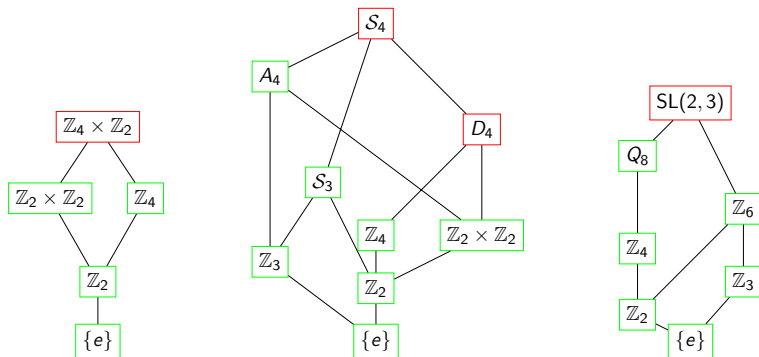 ℤ₄ × ℤ₂
ℤ₂ × ℤ₂
ℤ₄
ℤ₂
{e}
𝒮₄
A₄
D₄
𝒮₃
ℤ₄
ℤ₂ × ℤ₂
ℤ₃
ℤ₂
{e}
SL(2, 3)
Q₈
ℤ₆
ℤ₄
ℤ₃
ℤ₂
{e}